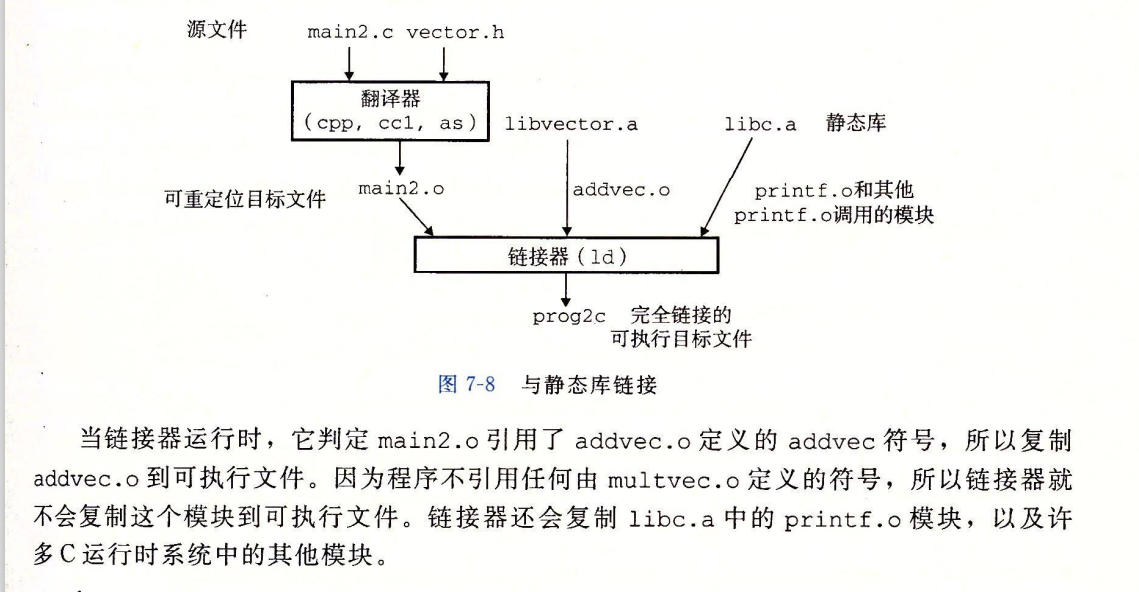 源文件 main2.c vector.h
翻译器
(cpp, cc1, as) libvector.a libc.a 静态库
可重定位目标文件 main2.o addvec.o printf.o和其他
printf.o调用的模块
链接器(ld)
prog2c 完全链接的
可执行目标文件
图 7-8 与静态库链接
当链接器运行时，它判定 main2.o 引用了 addvec.o 定义的 addvec 符号，所以复制
addvec.o 到可执行文件。因为程序不引用任何由 multvec.o 定义的符号，所以链接器就
不会复制这个模块到可执行文件。链接器还会复制 libc.a 中的 printf.o 模块，以及许
多 C 运行时系统中的其他模块。